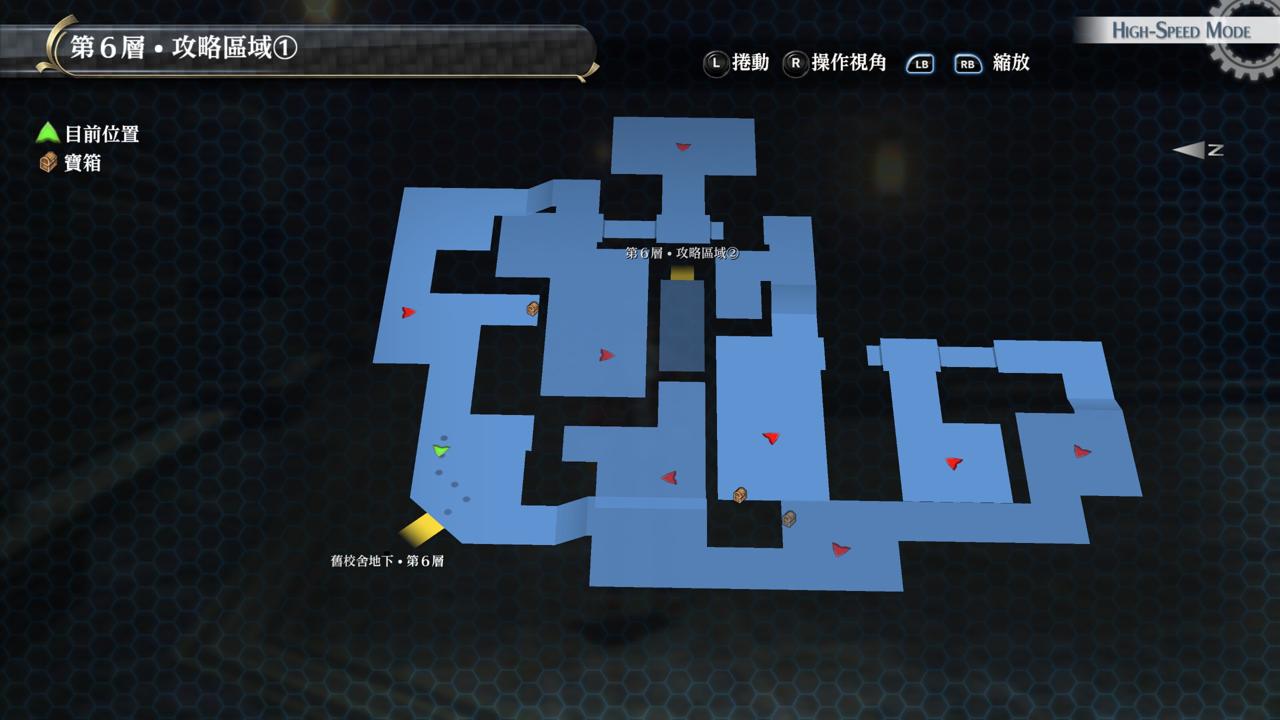 第６層・攻略區域①
HIGH-SPEED MODE
L 捲動 R 操作視角 LB RB 縮放
目前位置
寶箱
Z
第６層・攻略區域②
舊校舍地下・第６層